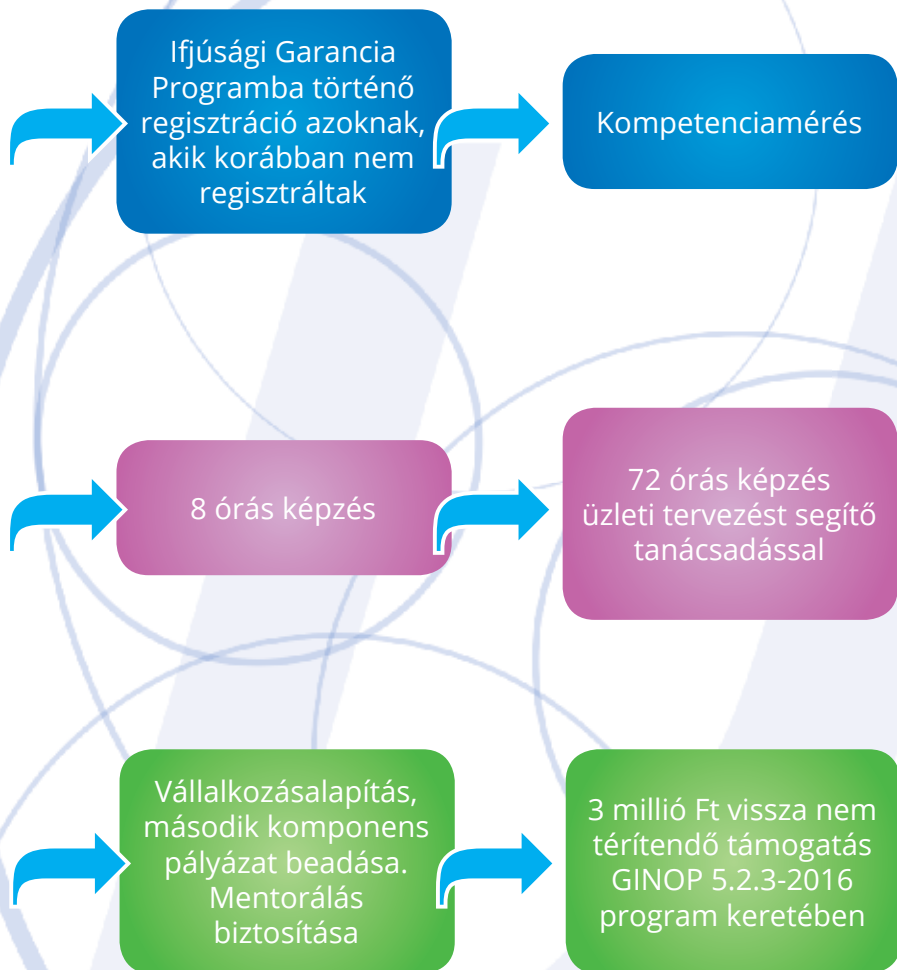 Ifjúsági Garancia
Programba történő
regisztráció azoknak,
akik korábban nem
regisztráltak
Kompetenciamérés
8 órás képzés
72 órás képzés
üzleti tervezést segítő
tanácsadással
Vállalkozásalapítás,
második komponens
pályázat beadása.
Mentorálás
biztosítása
3 millió Ft vissza nem
térítendő támogatás
GINOP 5.2.3-2016
program keretében